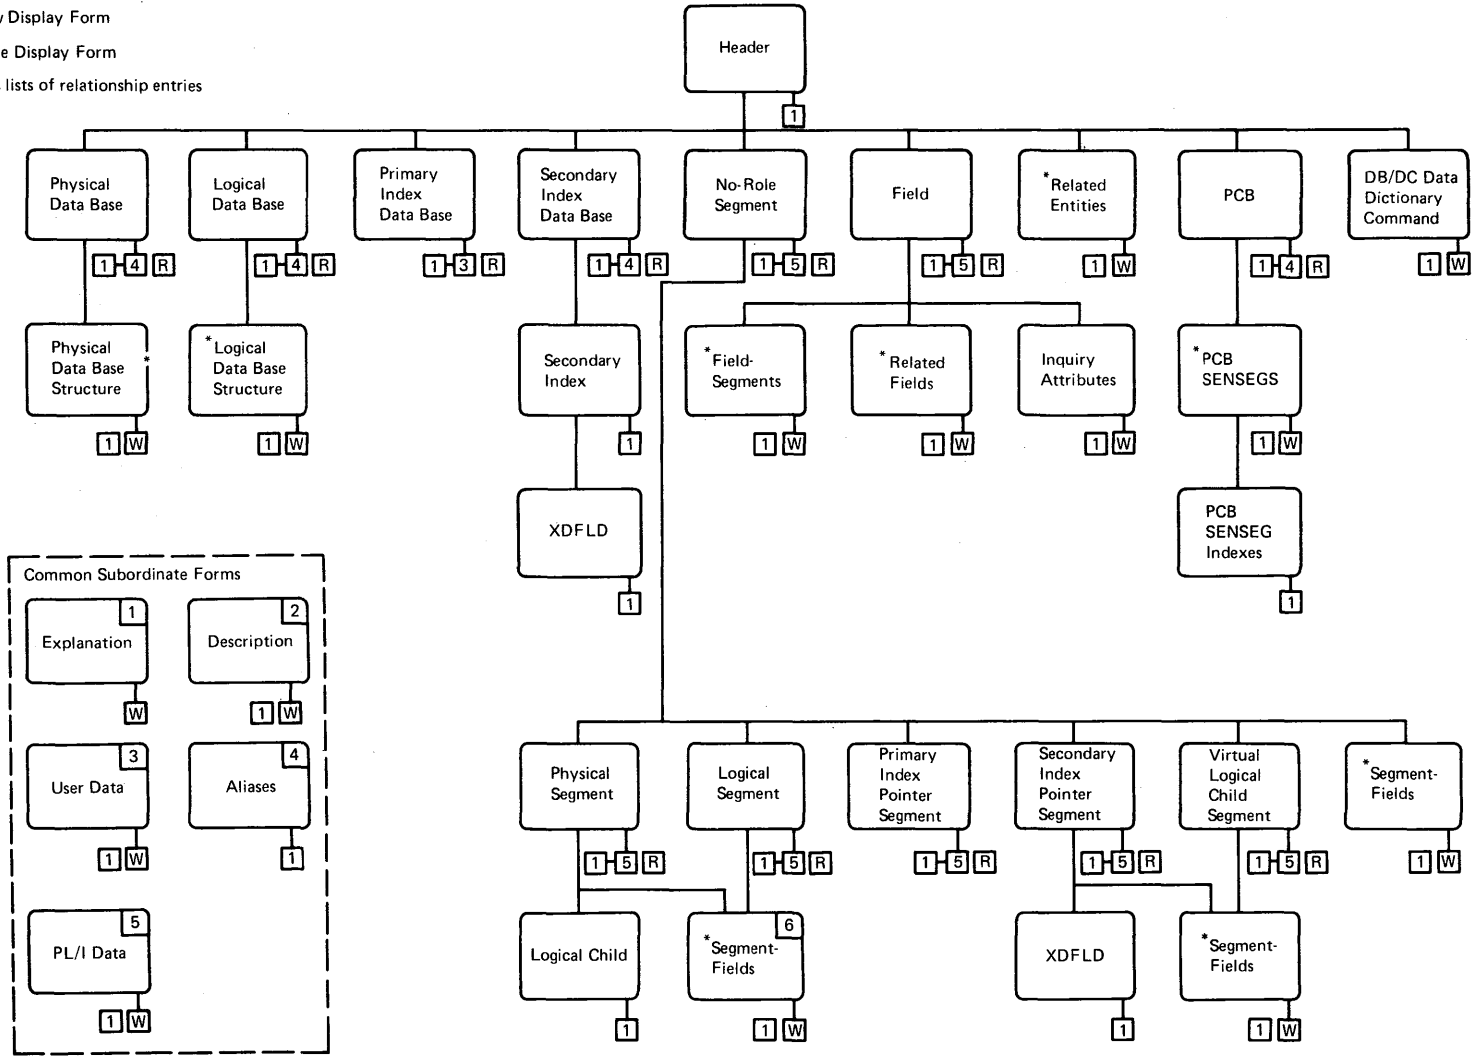 Display Form
Display Form
lists of relationship entries
Header
1
Physical
Data Base
1 4 R
Logical
Data Base
1 4 R
Primary
Index
Data Base
1 3 R
Secondary
Index
Data Base
1 4 R
No-Role
Segment
1 5 R
Field
1 5 R
*Related
Entities
1 W
PCB
1 4 R
DB/DC Data
Dictionary
Command
1 W
Physical
Data Base *
Structure
1 W
*Logical
Data Base
Structure
1 W
Secondary
Index
1
*Field-
Segments
1 W
*Related
Fields
1 W
Inquiry
Attributes
1 W
*PCB
SENSEGS
1 W
XDFLD
1
PCB
SENSEG
Indexes
1
Common Subordinate Forms
1
Explanation
W
2
Description
1 W
3
User Data
1 W
4
Aliases
1
5
PL/I Data
1 W
Physical
Segment
1 5 R
Logical
Segment
1 5 R
Primary
Index
Pointer
Segment
1 5 R
Secondary
Index
Pointer
Segment
1 5 R
Virtual
Logical
Child
Segment
1 5 R
*Segment-
Fields
1 W
Logical Child
1
6
*Segment-
Fields
1 W
XDFLD
1
*Segment-
Fields
1 W